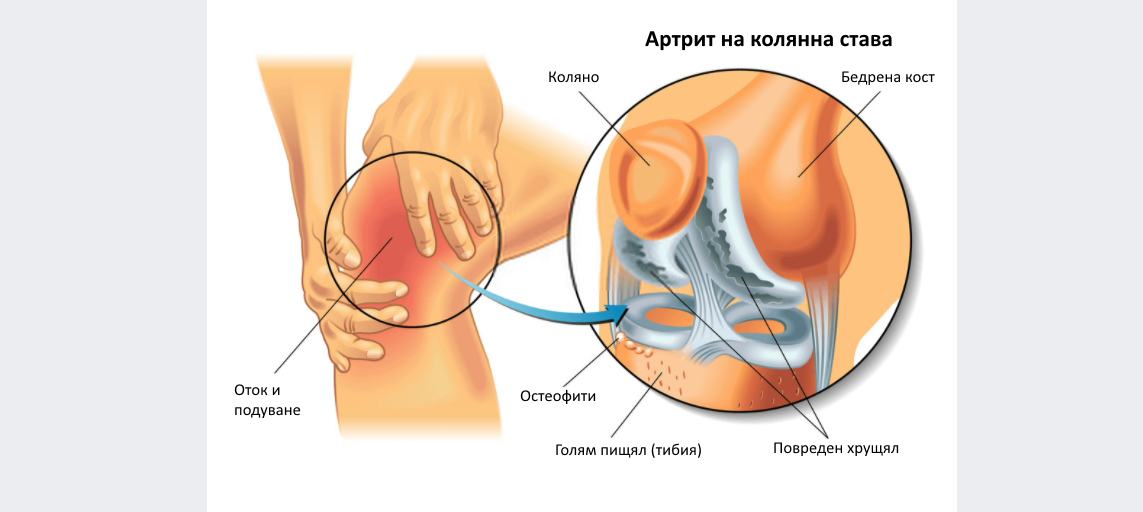 Артрит на колянна става
Коляно
Бедрена кост
Оток и
подуване
Остеофити
Голям пищял (тибия)
Повреден хрущял